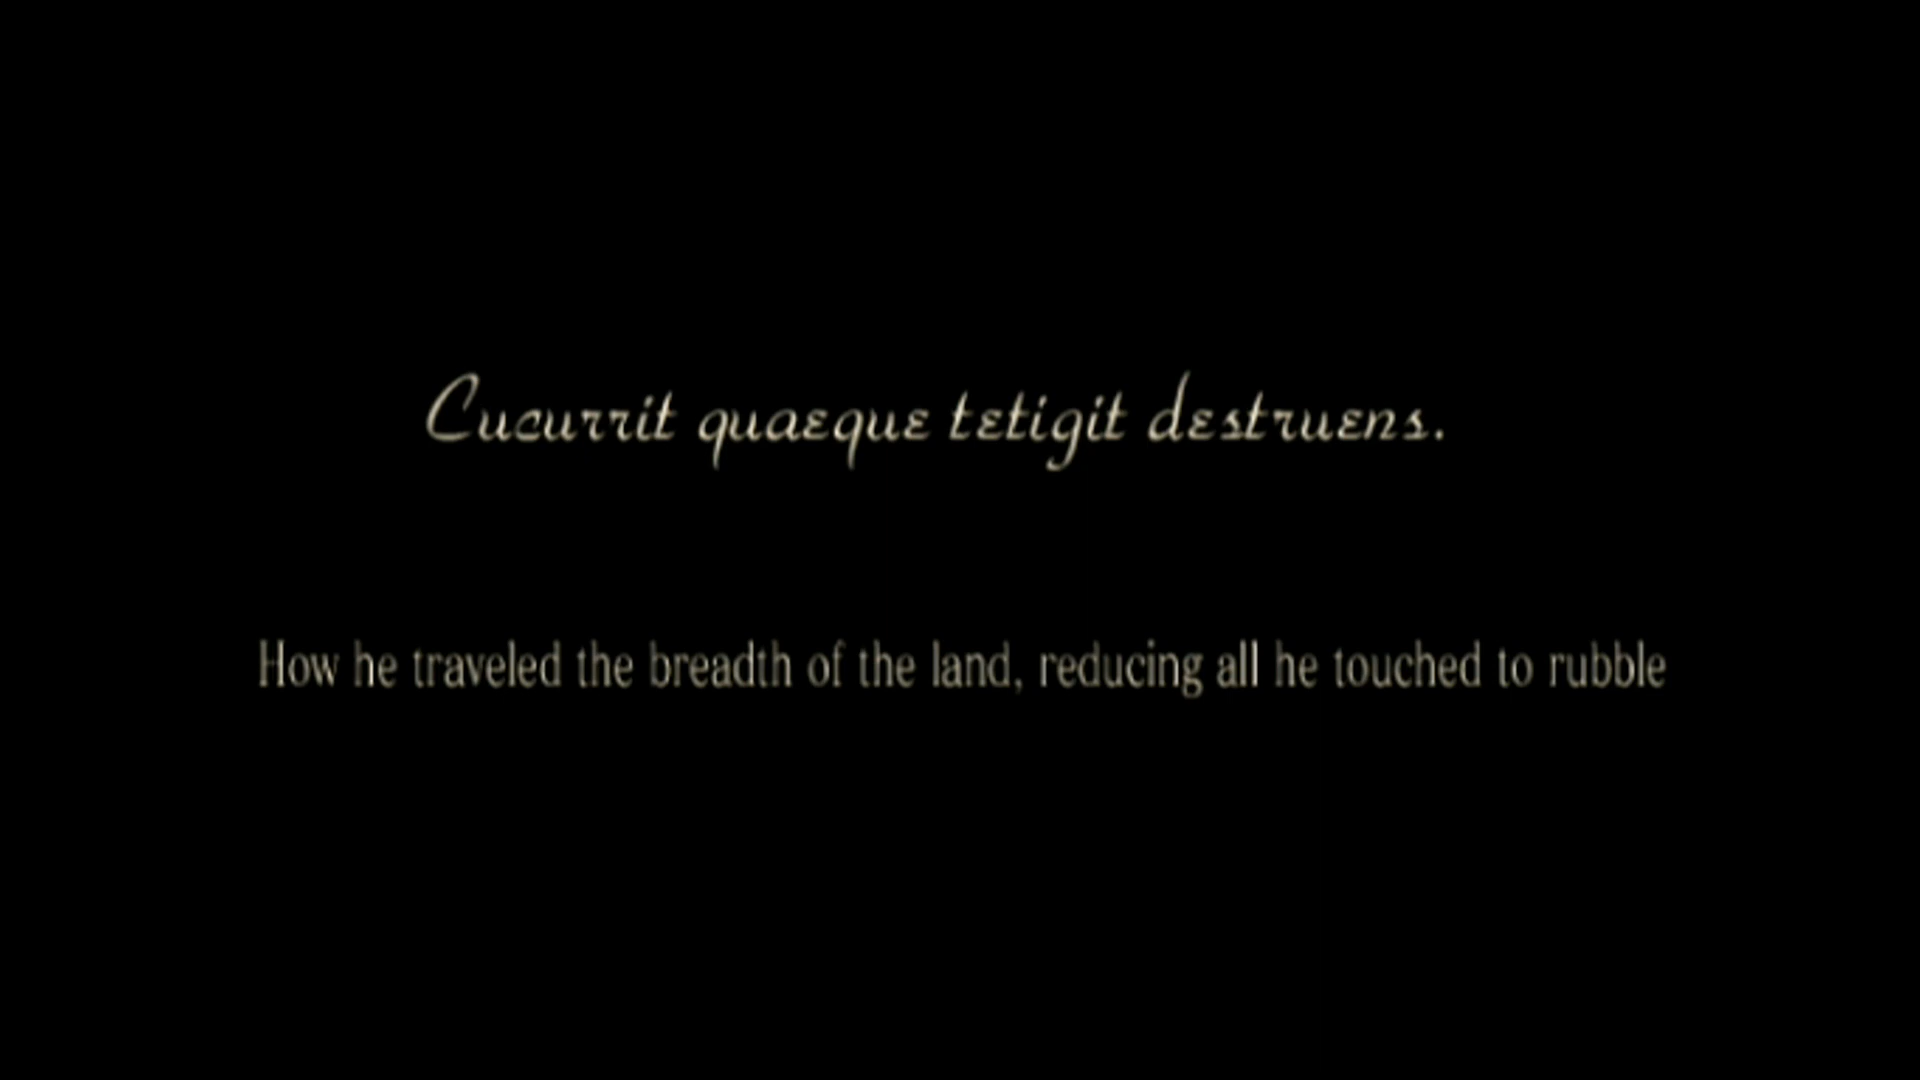 Cucurrit quaeque tetigit destruens.
How he traveled the breadth of the land, reducing all he touched to rubble